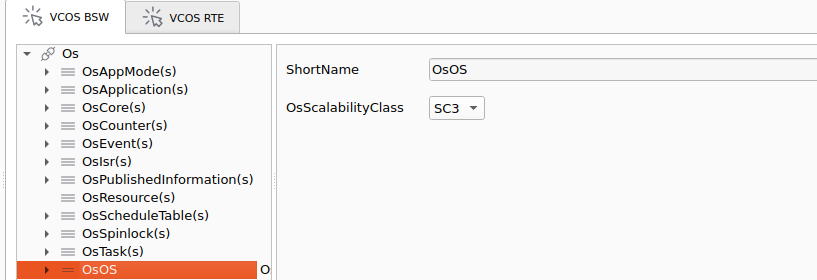 VCOS BSW
VCOS RTE
Os
OsAppMode(s)
OsApplication(s)
OsCore(s)
OsCounter(s)
OsEvent(s)
OsIsr(s)
OsPublishedInformation(s)
OsResource(s)
OsScheduleTable(s)
OsSpinlock(s)
OsTask(s)
OsOS O
ShortName OsOS
OsScalabilityClass SC3